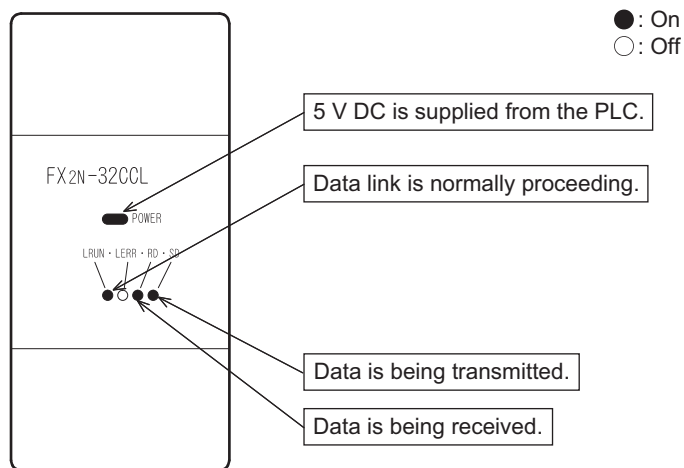 : On
: Off
5 V DC is supplied from the PLC.
FX2N-32CCL
Data link is normally proceeding.
POWER
LRUN・LERR・RD・SD
Data is being transmitted.
Data is being received.